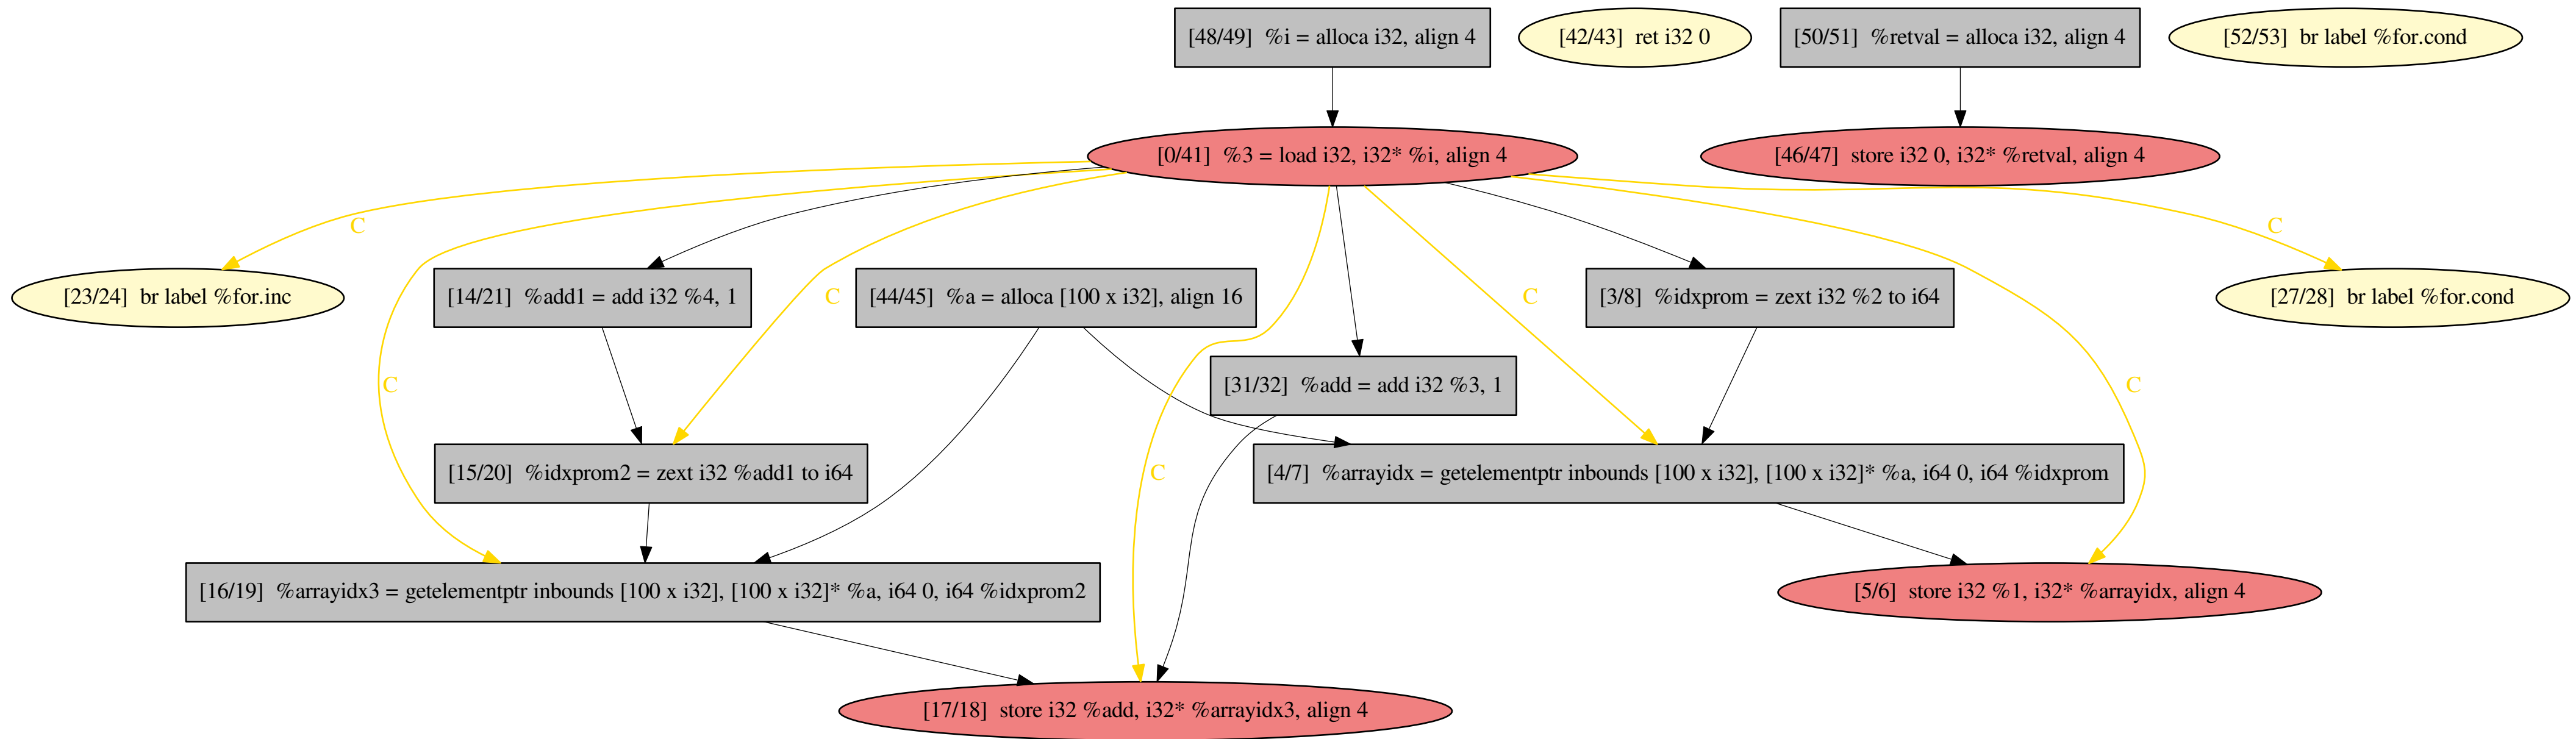 [48/49]  %i = alloca i32, align 4
[42/43]  ret i32 0
[50/51]  %retval = alloca i32, align 4
[52/53]  br label %for.cond
[0/41]  %3 = load i32, i32* %i, align 4
[46/47]  store i32 0, i32* %retval, align 4
C
C
[23/24]  br label %for.inc
[14/21]  %add1 = add i32 %4, 1
C
[44/45]  %a = alloca [100 x i32], align 16
C
[3/8]  %idxprom = zext i32 %2 to i64
[27/28]  br label %for.cond
C
[31/32]  %add = add i32 %3, 1
C
[15/20]  %idxprom2 = zext i32 %add1 to i64
C
[4/7]  %arrayidx = getelementptr inbounds [100 x i32], [100 x i32]* %a, i64 0, i64 %idxprom
[16/19]  %arrayidx3 = getelementptr inbounds [100 x i32], [100 x i32]* %a, i64 0, i64 %idxprom2
[5/6]  store i32 %1, i32* %arrayidx, align 4
[17/18]  store i32 %add, i32* %arrayidx3, align 4